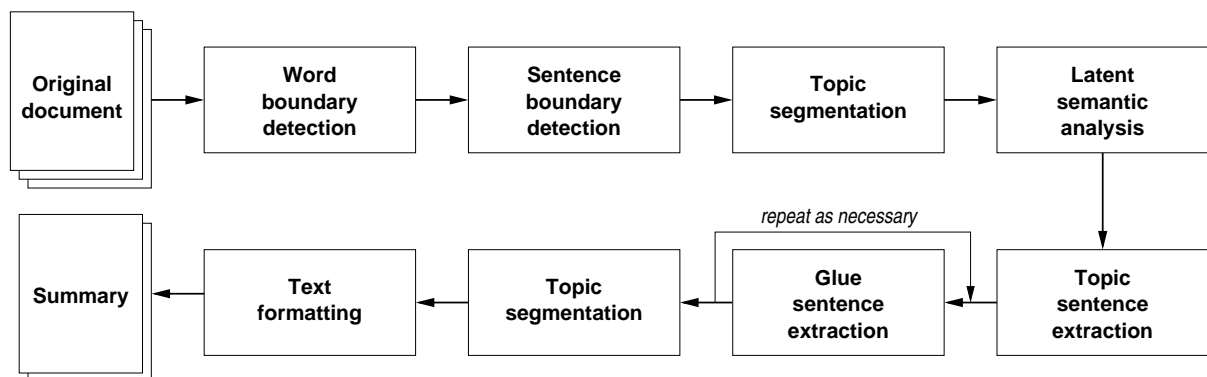 Original
document
Word
boundary
detection
Sentence
boundary
detection
Topic
segmentation
Latent
semantic
analysis
repeat as necessary
Summary
Text
formatting
Topic
segmentation
Glue
sentence
extraction
Topic
sentence
extraction